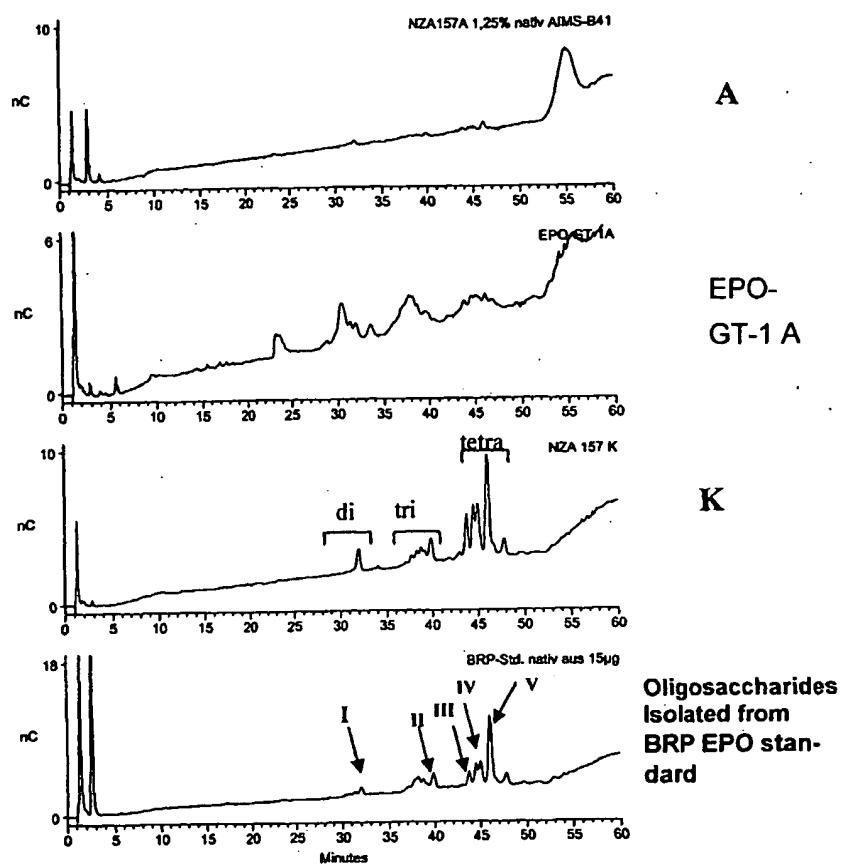 NZA157A 1,25% nativ AIMS-B41
10
nC
0
0 5 10 15 20 25 30 35 40 45 50 55 60
A
EPO-GT-1A
6
nC
0
0 5 10 15 20 25 30 35 40 45 50 55 60
EPO-
GT-1 A
NZA 157 K
10
nC
0
di
tri
tetra
0 5 10 15 20 25 30 35 40 45 50 55 60
K
BRP-Std. nativ aus 15µg
18
nC
0
I
II
III
IV
V
0 5 10 15 20 25 30 35 40 45 50 55 60
Minutes
Oligosaccharides
Isolated from
BRP EPO stan-
dard